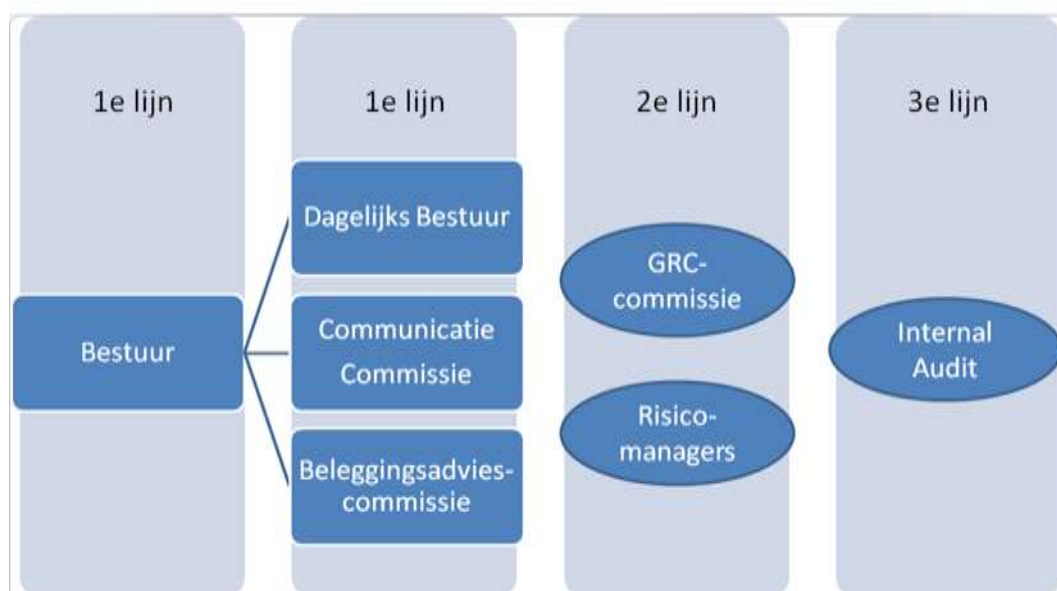 1e lijn
1e lijn
2e lijn
3e lijn
Bestuur
Dagelijks Bestuur
Communicatie
Commissie
Beleggingsadvies-
commissie
GRC-
commissie
Risico-
managers
Internal
Audit